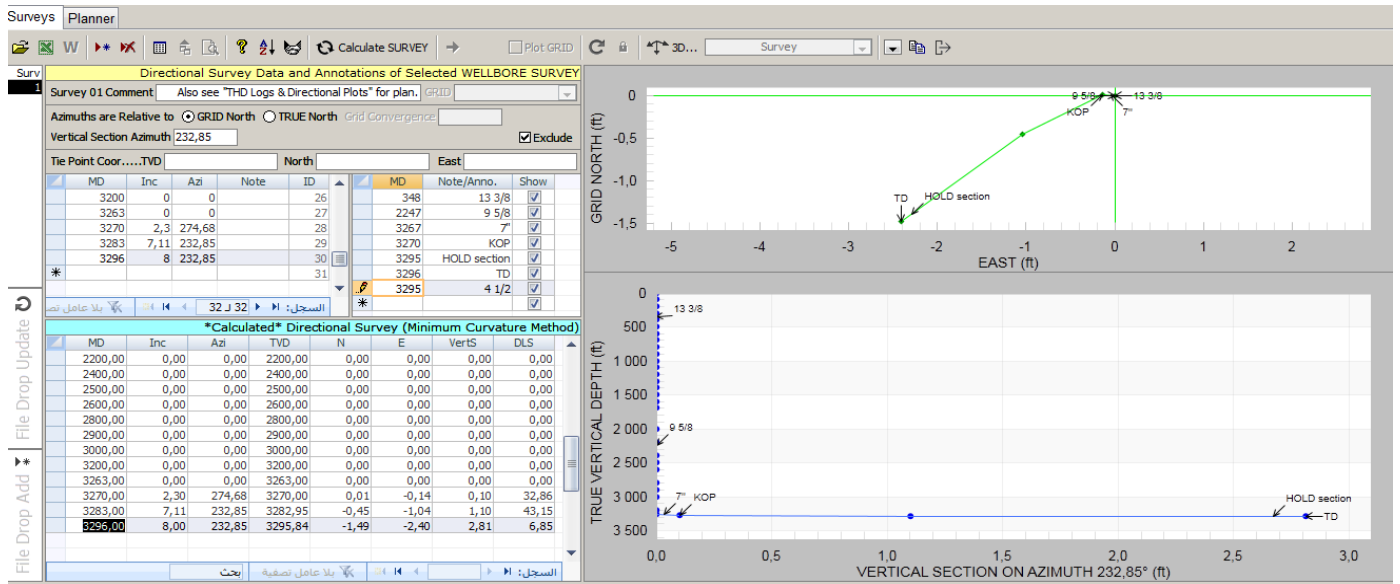 Surveys Planner
W Calculate SURVEY Plot GRID 3D... Survey
Surv
1
Directional Survey Data and Annotations of Selected WELLBORE SURVEY
Survey 01 Comment Also see "THD Logs & Directional Plots" for plan. GRID
Azimuths are Relative to GRID North TRUE North Grid Convergence
Vertical Section Azimuth 232,85 Exclude
Tie Point Coor.....TVD North East
MD Inc Azi Note ID
3200 0 0 26
3263 0 0 27
3270 2,3 274,68 28
3283 7,11 232,85 29
3296 8 232,85 30
31
السجل: 32 لـ 32 بلا عامل تص
MD Note/Anno. Show
348 13 3/8
2247 9 5/8
3267 7"
3270 KOP
3295 HOLD section
3296 TD
3295 4 1/2
*Calculated* Directional Survey (Minimum Curvature Method)
MD Inc Azi TVD N E VertS DLS
2200,00 0,00 0,00 2200,00 0,00 0,00 0,00 0,00
2400,00 0,00 0,00 2400,00 0,00 0,00 0,00 0,00
2500,00 0,00 0,00 2500,00 0,00 0,00 0,00 0,00
2600,00 0,00 0,00 2600,00 0,00 0,00 0,00 0,00
2800,00 0,00 0,00 2800,00 0,00 0,00 0,00 0,00
2900,00 0,00 0,00 2900,00 0,00 0,00 0,00 0,00
3000,00 0,00 0,00 3000,00 0,00 0,00 0,00 0,00
3200,00 0,00 0,00 3200,00 0,00 0,00 0,00 0,00
3263,00 0,00 0,00 3263,00 0,00 0,00 0,00 0,00
3270,00 2,30 274,68 3270,00 0,01 -0,14 0,10 32,86
3283,00 7,11 232,85 3282,95 -0,45 -1,04 1,10 43,15
3296,00 8,00 232,85 3295,84 -1,49 -2,40 2,81 6,85
السجل: بلا عامل تصفية بحث
File Drop Update
File Drop Add
GRID NORTH (ft)
0
-0,5
-1,0
-1,5
9 5/8 13 3/8
KOP 7"
TD HOLD section
-5 -4 -3 -2 -1 0 1 2
EAST (ft)
TRUE VERTICAL DEPTH (ft)
0
500
1 000
1 500
2 000
2 500
3 000
3 500
13 3/8
9 5/8
7" KOP
HOLD section
TD
0,0 0,5 1,0 1,5 2,0 2,5 3,0
VERTICAL SECTION ON AZIMUTH 232,85° (ft)